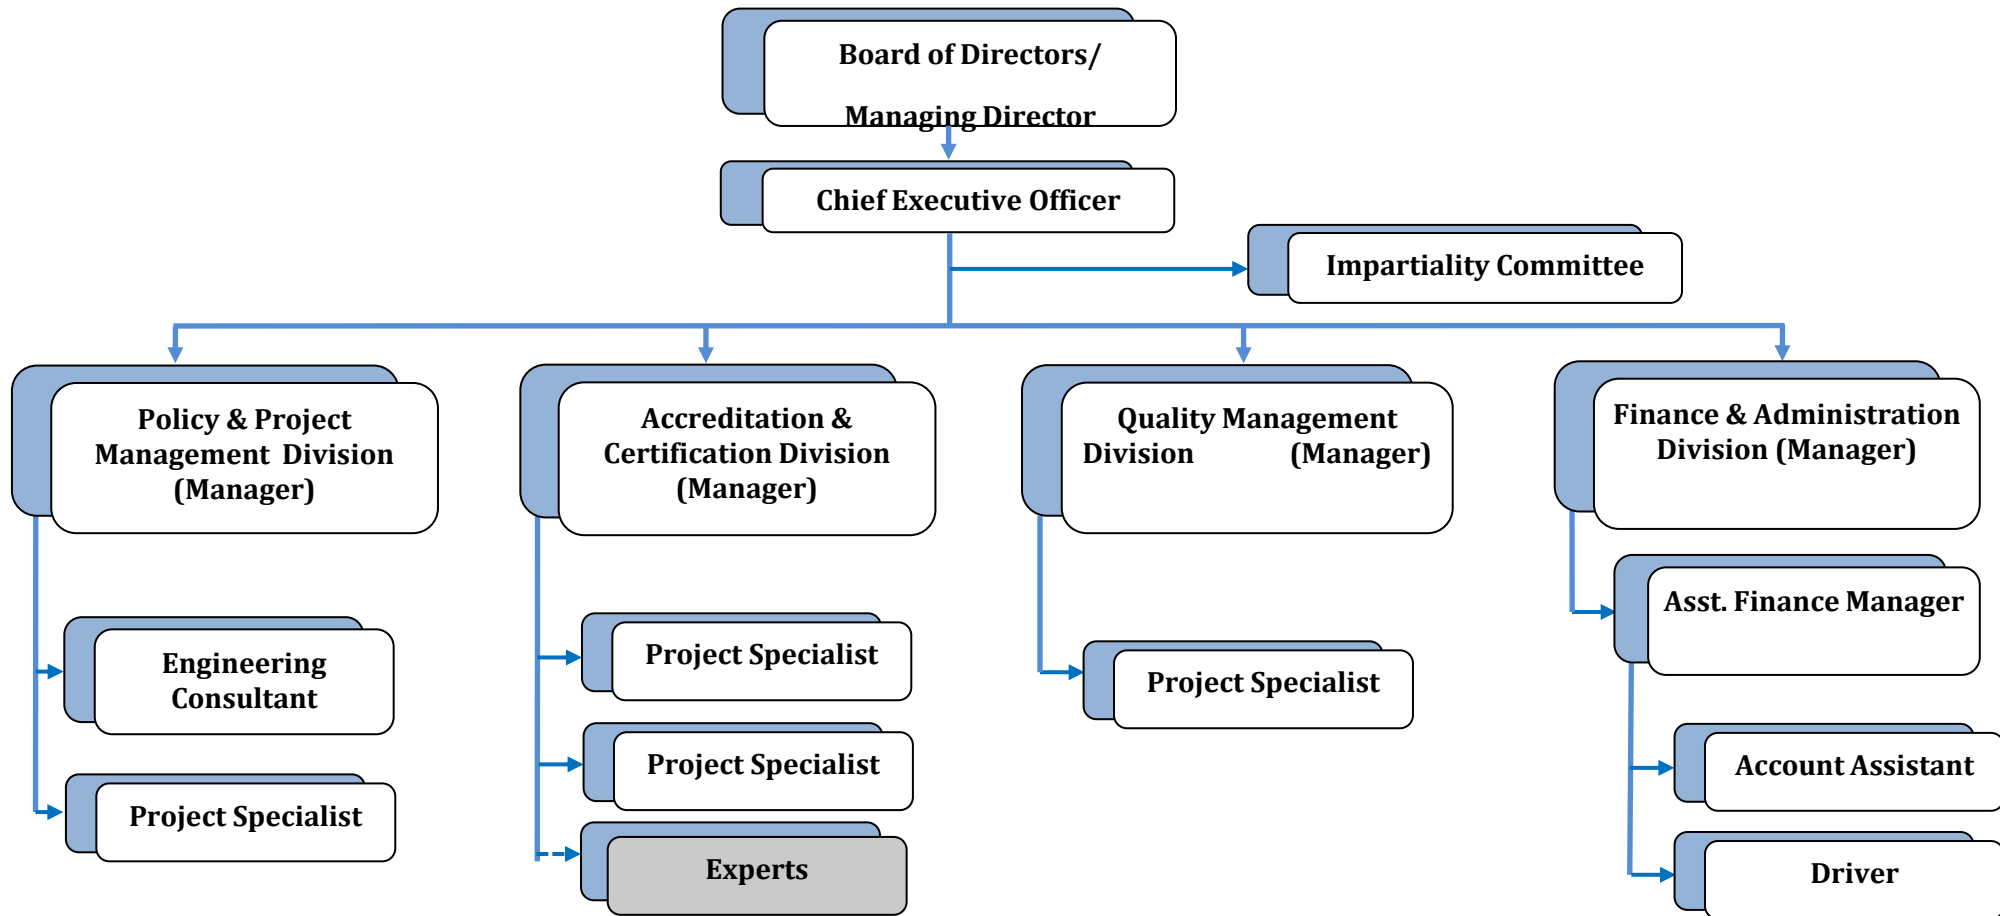 Board of Directors/
Managing Director
Chief Executive Officer
Impartiality Committee
Policy & Project
Management Division
(Manager)
Accreditation &
Certification Division
(Manager)
Quality Management
Division (Manager)
Finance & Administration
Division (Manager)
Engineering
Consultant
Project Specialist
Project Specialist
Project Specialist
Experts
Project Specialist
Asst. Finance Manager
Account Assistant
Driver